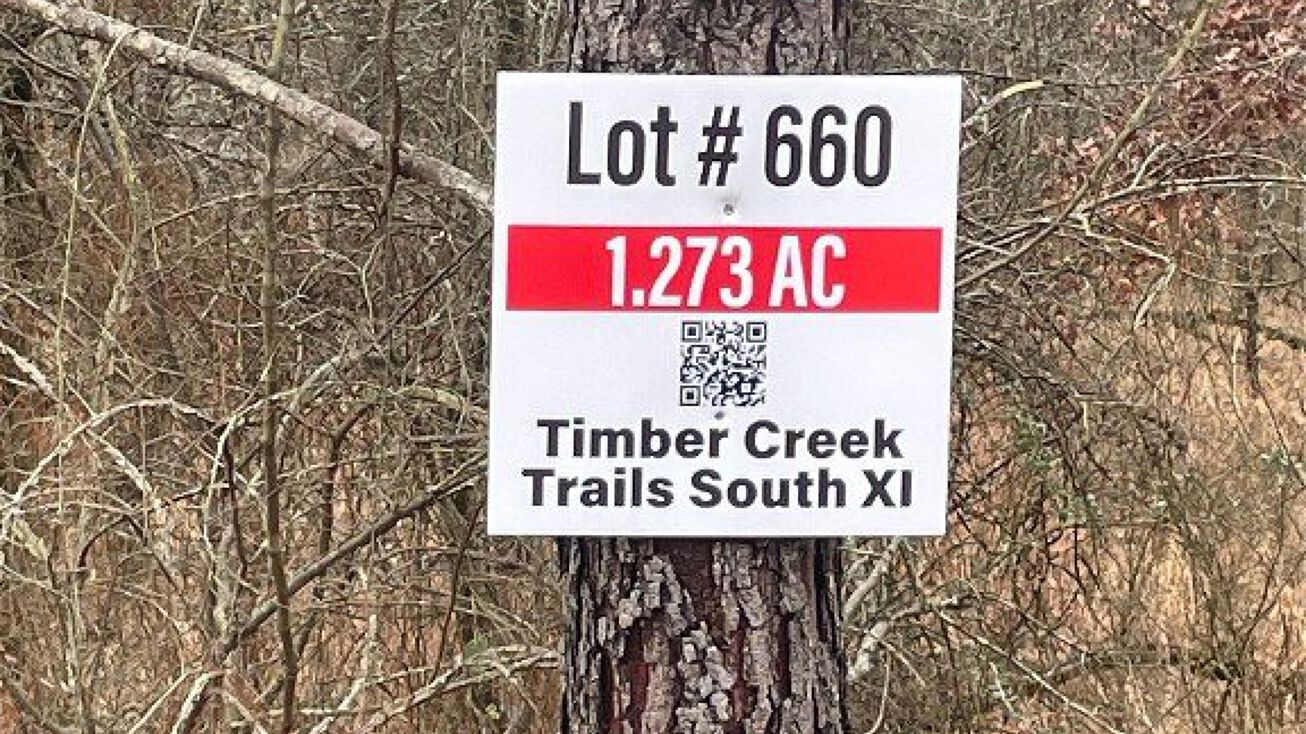 Lot # 660
1.273 AC
Timber Creek
Trails South XI